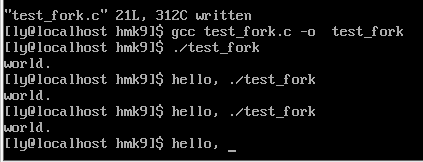 "test_fork.c" 21L, 312C written
[ly@localhost hmk9]$ gcc test_fork.c -o  test_fork
[ly@localhost hmk9]$ ./test_fork
world.
[ly@localhost hmk9]$ hello, ./test_fork
world.
[ly@localhost hmk9]$ hello, ./test_fork
world.
[ly@localhost hmk9]$ hello, _